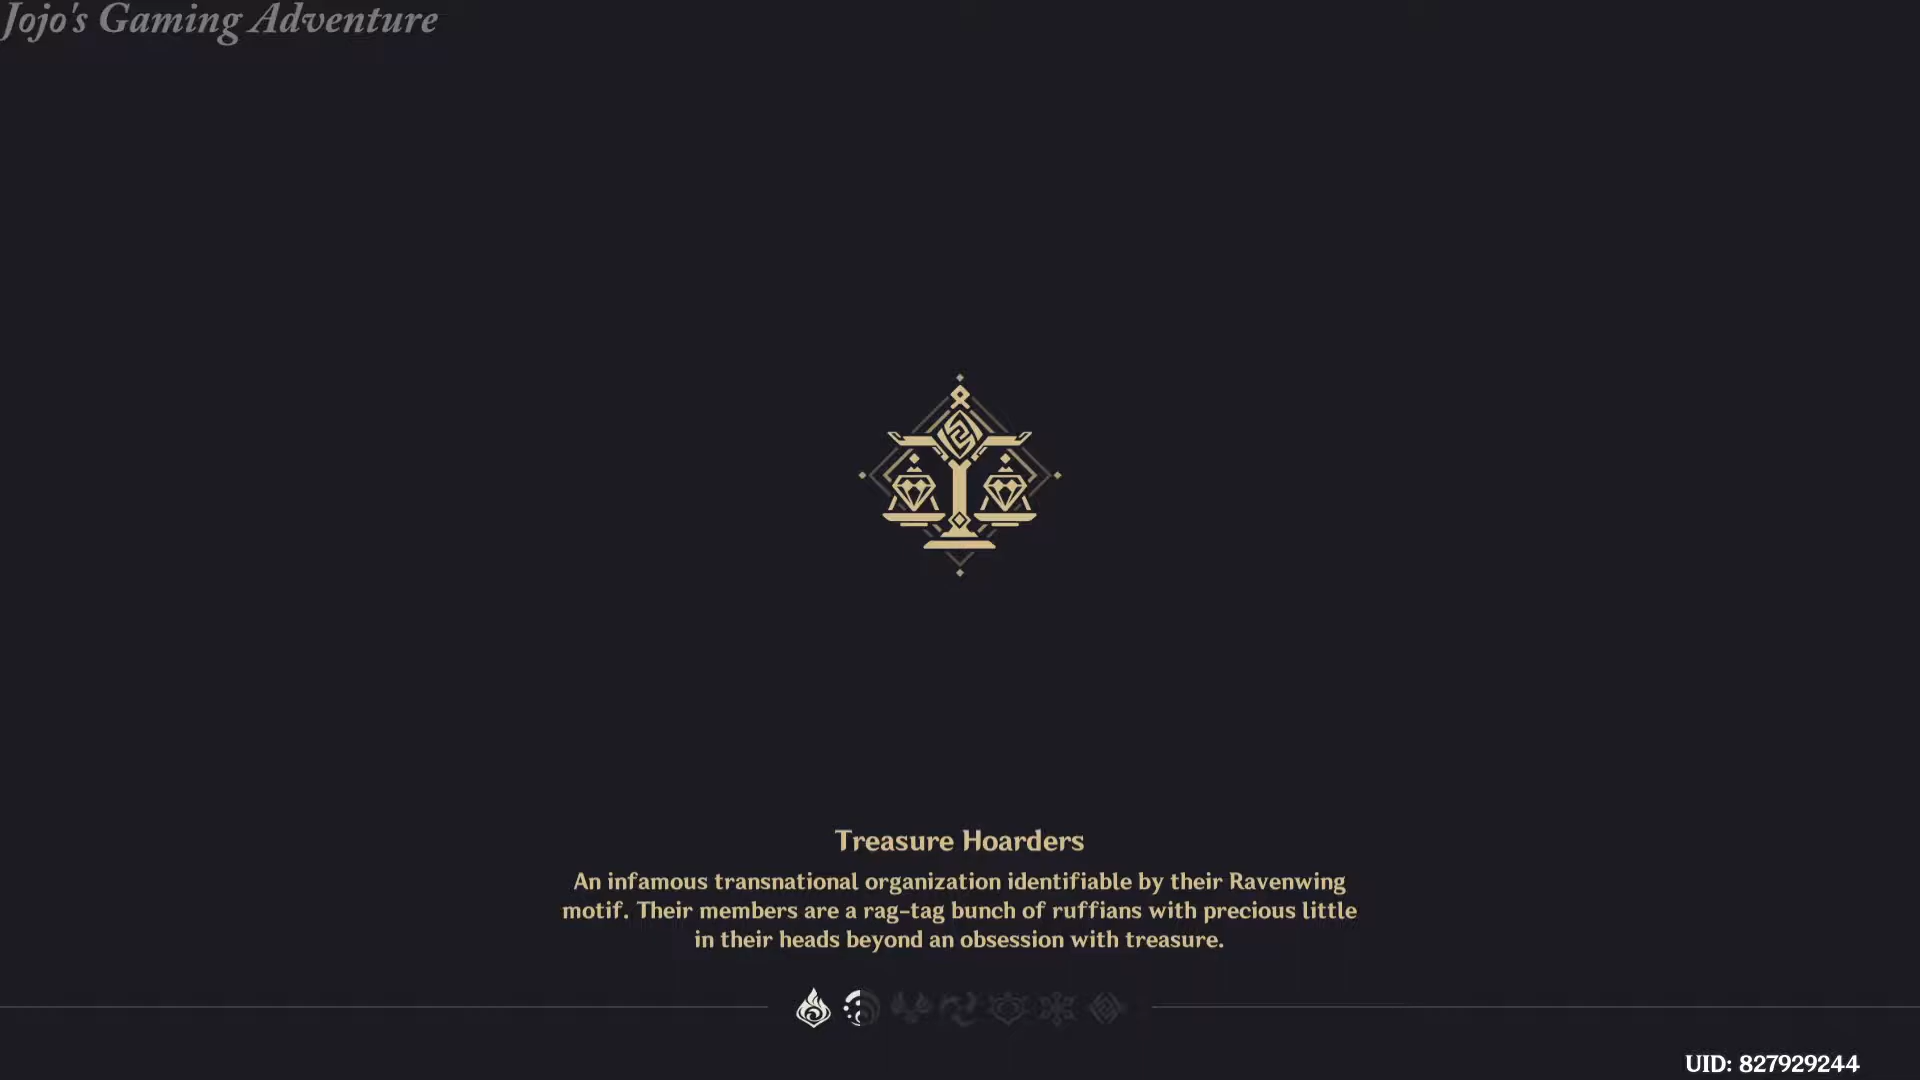 Jojo's Gaming Adventure
Treasure Hoarders
An infamous transnational organization identifiable by their Ravenwing
motif. Their members are a rag-tag bunch of ruffians with precious little
in their heads beyond an obsession with treasure.
UID: 827929244